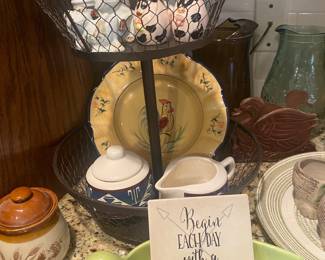 Begin
EACH DAY
with a